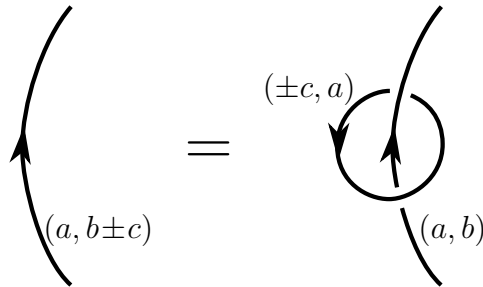 (±c, a)
=
(a, b±c)
(a, b)